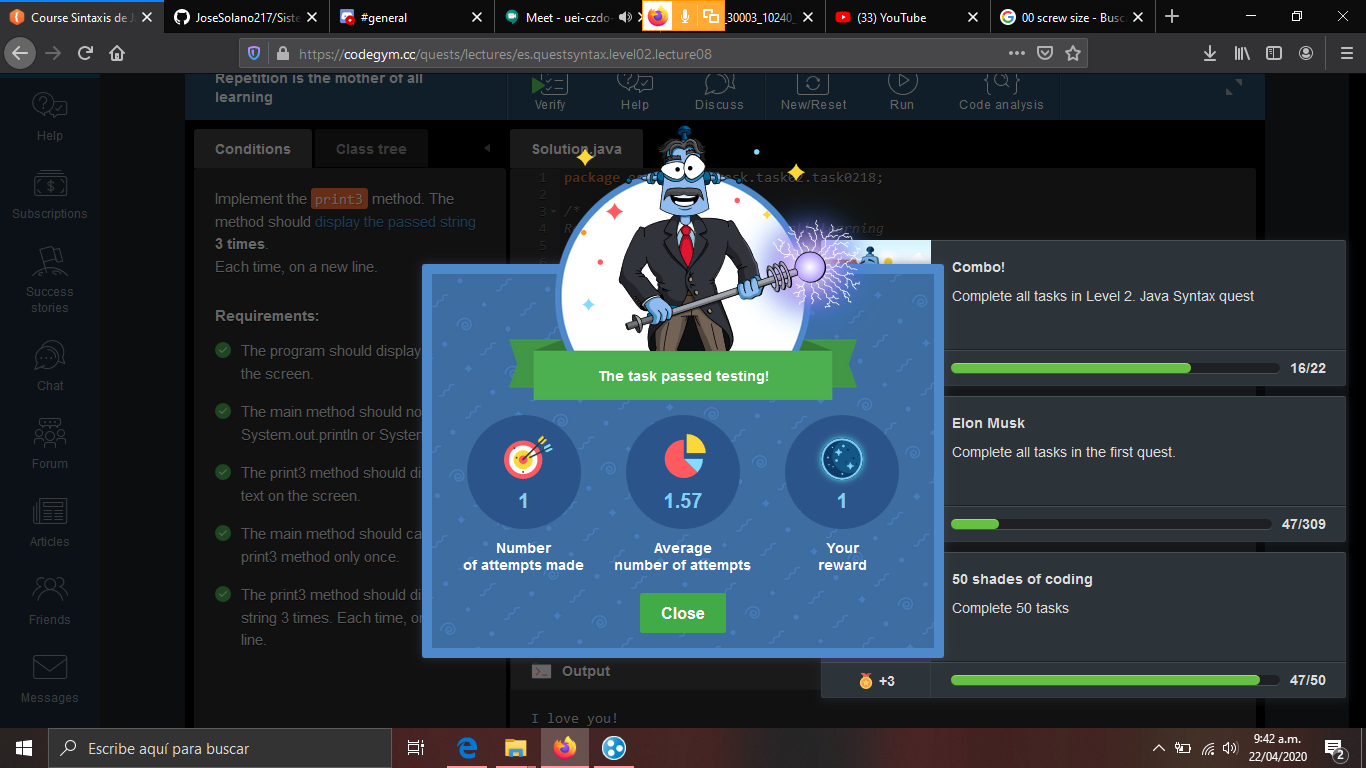 Course Sintaxis de J
JoseSolano217/Siste
#general
Meet - uei-czdo-
30003_10240_
(33) YouTube
00 screw size - Busc
https://codegym.cc/quests/lectures/es.questsyntax.level02.lecture08
Repetition is the mother of all
learning
Verify
Help
Discuss
New/Reset
Run
Code analysis
Help
Subscriptions
Success
stories
Chat
Forum
Articles
Friends
Messages
Conditions
Class tree
Implement the print3 method. The
method should display the passed string
3 times.
Each time, on a new line.
Requirements:
The program should display
the screen.
The main method should no
System.out.println or System
The print3 method should di
text on the screen.
The main method should ca
print3 method only once.
The print3 method should di
string 3 times. Each time, o
line.
Solution.java
1 package task.task02.task0218;
2
3 /*
4
5
The task passed testing!
1
Number
of attempts made
1.57
Average
number of attempts
1
Your
reward
Close
Combo!
Complete all tasks in Level 2. Java Syntax quest
16/22
Elon Musk
Complete all tasks in the first quest.
47/309
50 shades of coding
Complete 50 tasks
+3
47/50
Output
I love you!
Escribe aquí para buscar
9:42 a.m.
22/04/2020
2